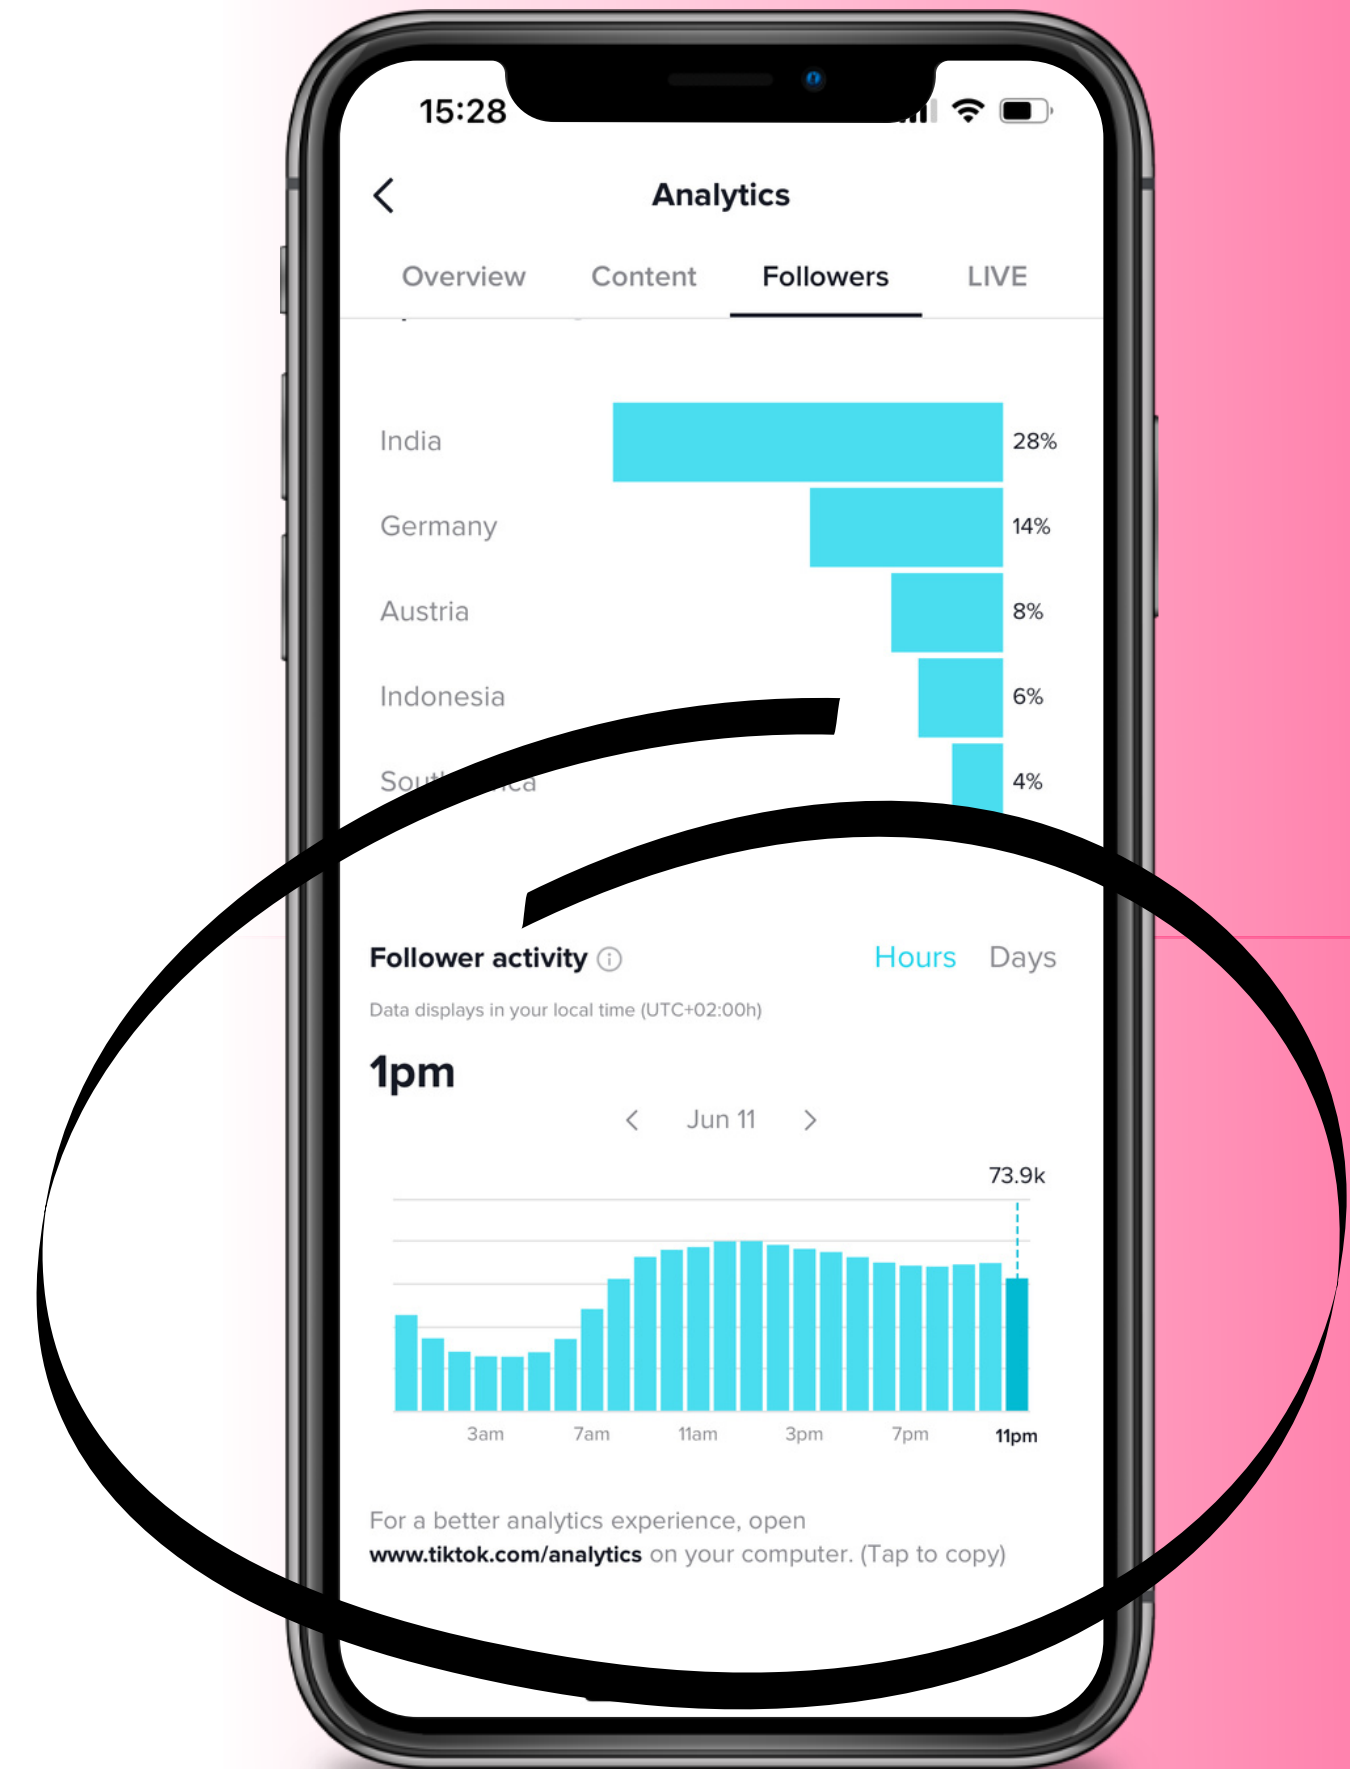 15:28
Analytics
Overview Content Followers LIVE
India 28%
Germany 14%
Austria 8%
Indonesia 6%
4%
Follower activity
Hours Days
Data displays in your local time (UTC+02:00h)
1pm
Jun 11
73.9k
3am 7am 11am 3pm 7pm 11pm
For a better analytics experience, open
www.tiktok.com/analytics on your computer. (Tap to copy)